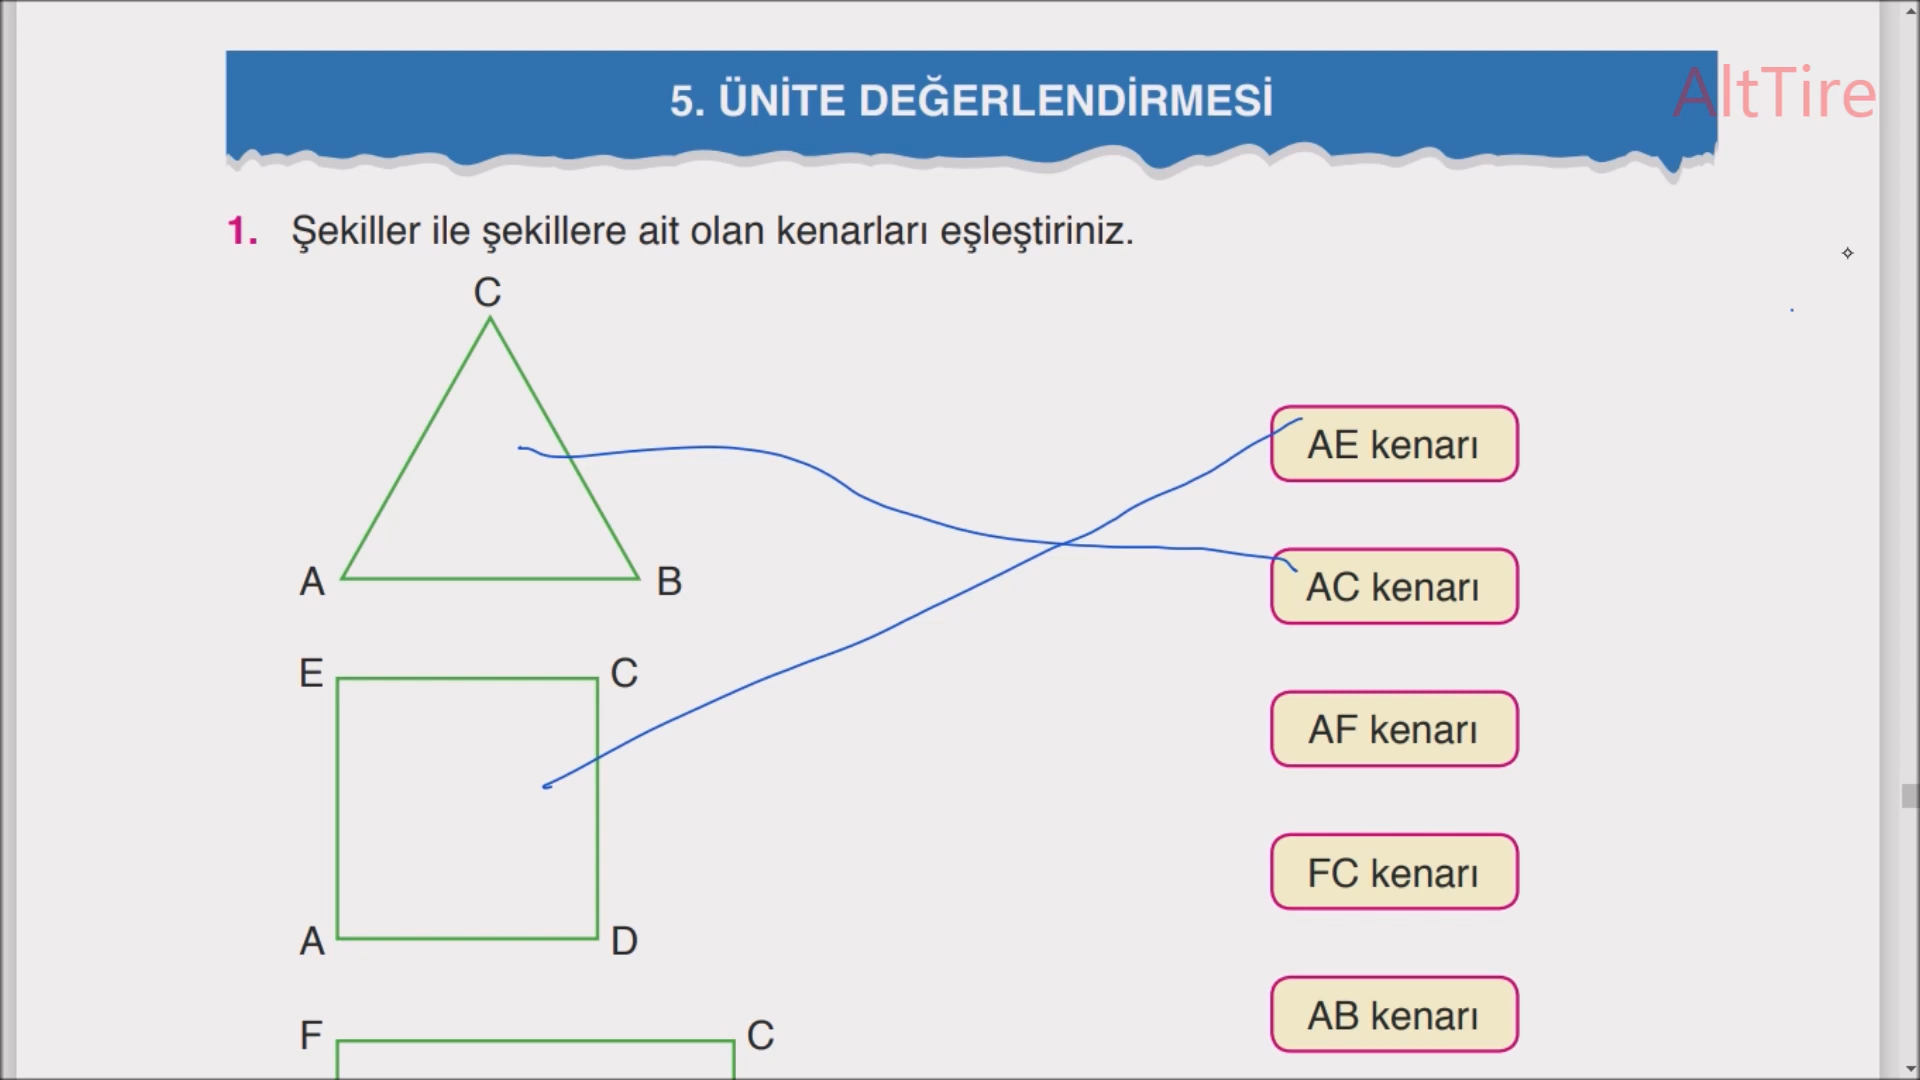 5. ÜNİTE DEĞERLENDİRMESİ
AltTire
1. Şekiller ile şekillere ait olan kenarları eşleştiriniz.
C
A
B
E
C
A
D
F
C
AE kenarı
AC kenarı
AF kenarı
FC kenarı
AB kenarı